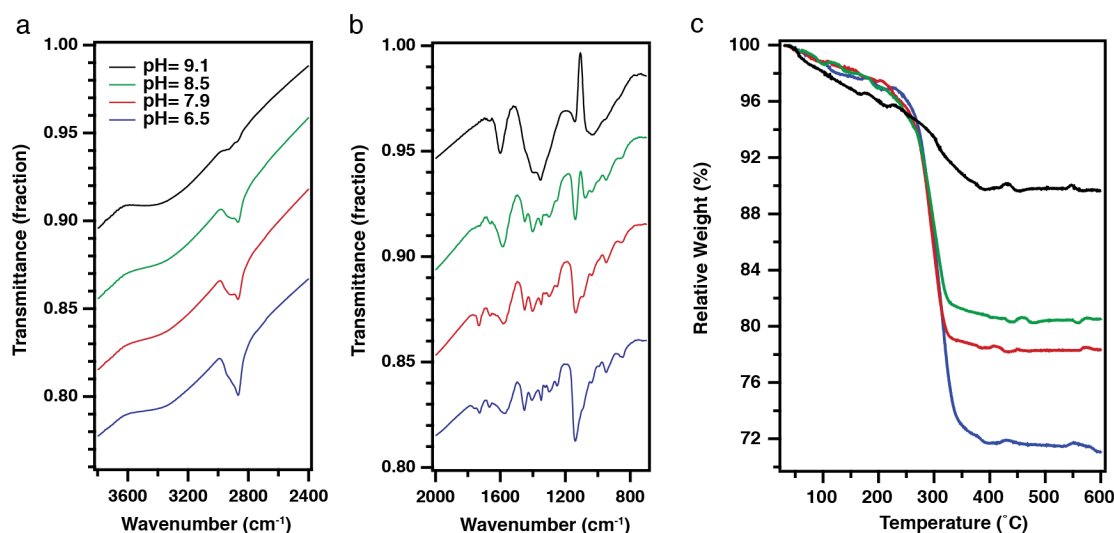 a
1.00
0.95
0.90
0.85
0.80
Transmittance (fraction)
pH= 9.1
pH= 8.5
pH= 7.9
pH= 6.5
3600 3200 2800 2400
Wavenumber (cm⁻¹)
b
1.00
0.95
0.90
0.85
0.80
Transmittance (fraction)
2000 1600 1200 800
Wavenumber (cm⁻¹)
c
100
96
92
88
84
80
76
72
Relative Weight (%)
100 200 300 400 500 600
Temperature (˚C)